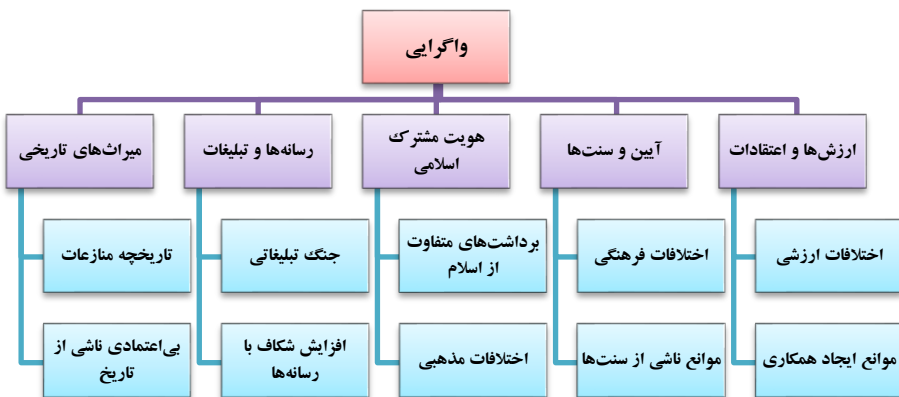 واگرایی
ارزش‌ها و اعتقادات
آیین و سنت‌ها
هویت مشترک
اسلامی
رسانه‌ها و تبلیغات
میراث‌های تاریخی
اختلافات ارزشی
اختلافات فرهنگی
برداشت‌های متفاوت
از اسلام
جنگ تبلیغاتی
تاریخچه منازعات
موانع ایجاد همکاری
موانع ناشی از سنت‌ها
اختلافات مذهبی
افزایش شکاف با
رسانه‌ها
بی‌اعتمادی ناشی از
تاریخ